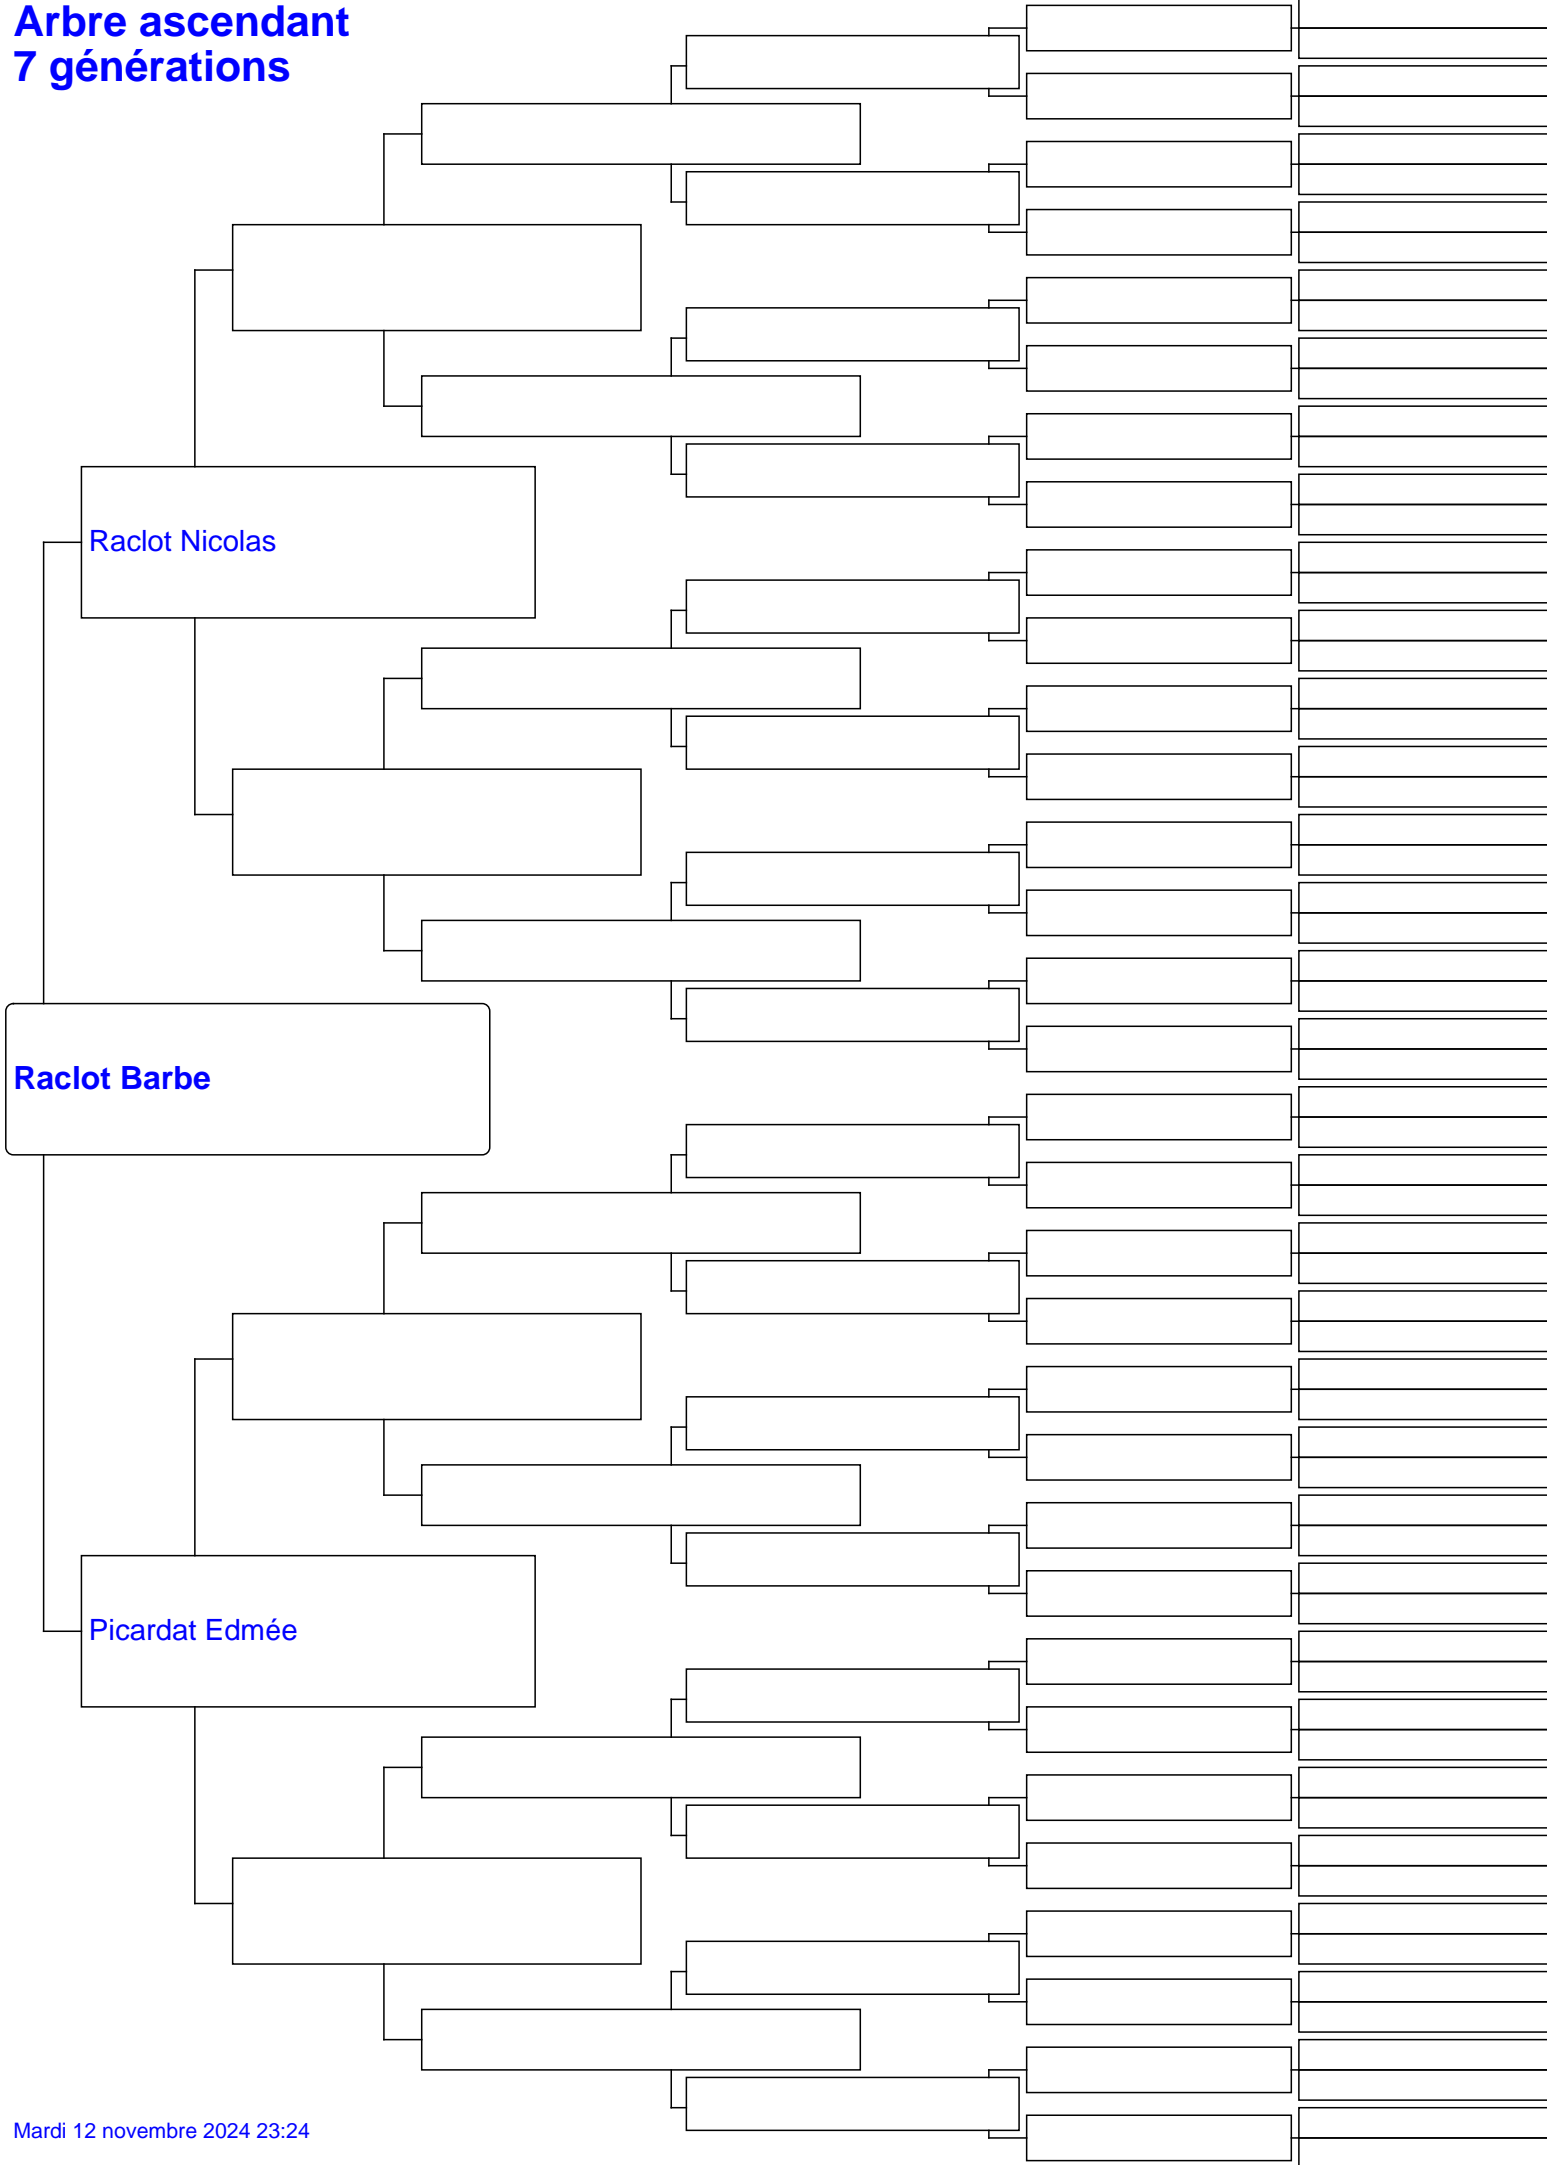 Arbre ascendant
7 générations
Raclot Nicolas
Raclot Barbe
Picardat Edmée
Mardi 12 novembre 2024 23:24